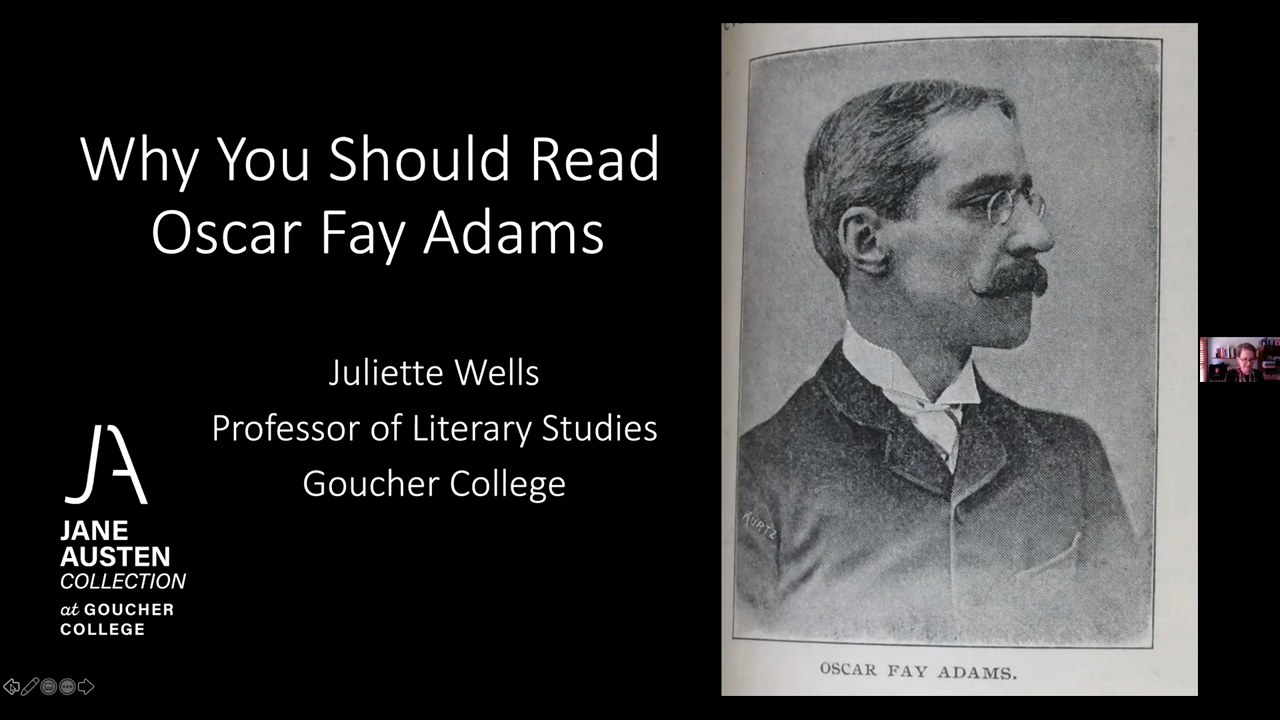 Why You Should Read
Oscar Fay Adams
Juliette Wells
Professor of Literary Studies
Goucher College
JA
JANE
AUSTEN
COLLECTION
at GOUCHER
COLLEGE
KURTZ
OSCAR FAY ADAMS.